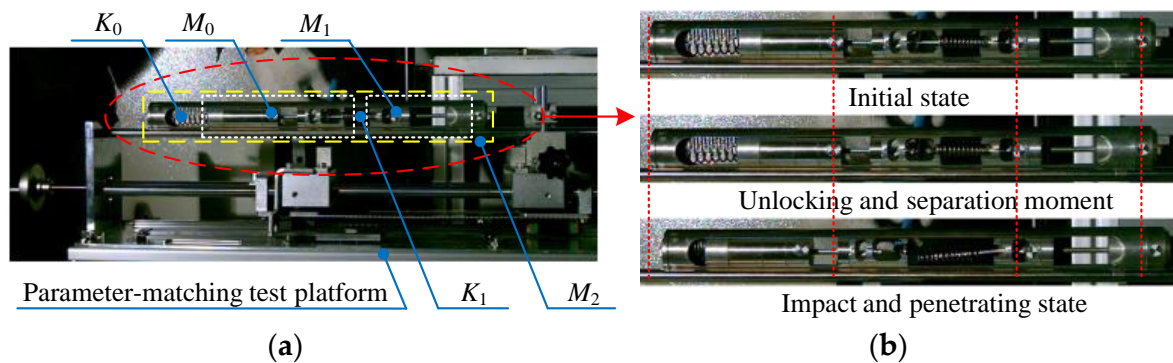 K₀
M₀
M₁
Initial state
Unlocking and separation moment
Parameter-matching test platform
K₁
M₂
Impact and penetrating state
(a)
(b)